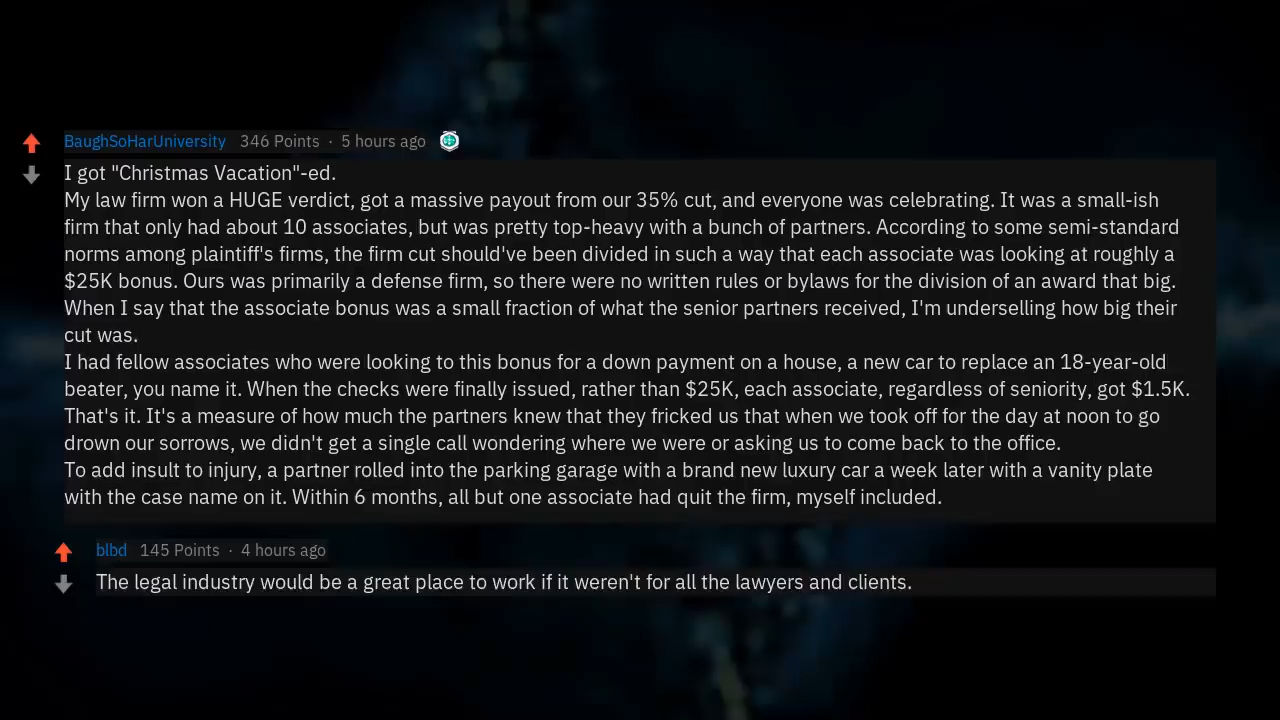 BaughSoHarUniversity 346 Points · 5 hours ago
I got "Christmas Vacation"-ed.
My law firm won a HUGE verdict, got a massive payout from our 35% cut, and everyone was celebrating. It was a small-ish
firm that only had about 10 associates, but was pretty top-heavy with a bunch of partners. According to some semi-standard
norms among plaintiff's firms, the firm cut should've been divided in such a way that each associate was looking at roughly a
$25K bonus. Ours was primarily a defense firm, so there were no written rules or bylaws for the division of an award that big.
When I say that the associate bonus was a small fraction of what the senior partners received, I'm underselling how big their
cut was.
I had fellow associates who were looking to this bonus for a down payment on a house, a new car to replace an 18-year-old
beater, you name it. When the checks were finally issued, rather than $25K, each associate, regardless of seniority, got $1.5K.
That's it. It's a measure of how much the partners knew that they fricked us that when we took off for the day at noon to go
drown our sorrows, we didn't get a single call wondering where we were or asking us to come back to the office.
To add insult to injury, a partner rolled into the parking garage with a brand new luxury car a week later with a vanity plate
with the case name on it. Within 6 months, all but one associate had quit the firm, myself included.
blbd 145 Points · 4 hours ago
The legal industry would be a great place to work if it weren't for all the lawyers and clients.